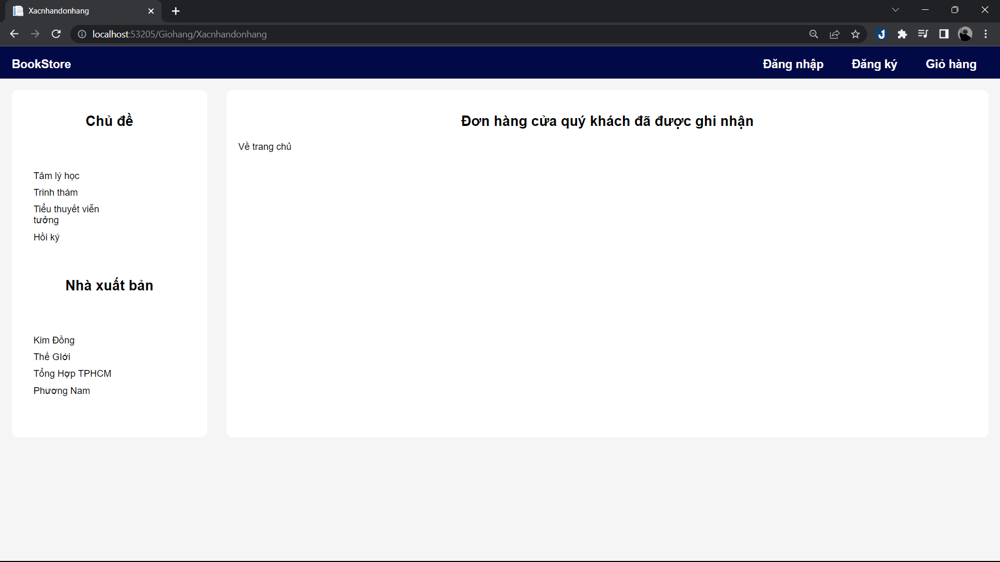 Xacnhandonhang
localhost:53205/Giohang/Xacnhandonhang
BookStore
Đăng nhập
Đăng ký
Giỏ hàng
Chủ đề
Tâm lý học
Trinh thám
Tiểu thuyết viễn
tưởng
Hồi ký
Nhà xuất bản
Kim Đồng
Thế GIới
Tổng Hợp TPHCM
Phương Nam
Đơn hàng cửa quý khách đã được ghi nhận
Về trang chủ